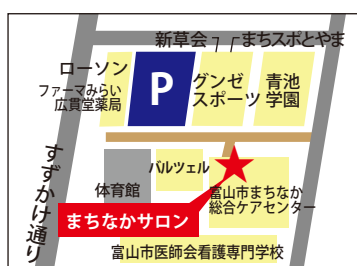 新草会
まちスポとやま
ローソン
ファーマみらい
広貫堂薬局
P
グンゼ
スポーツ
青池
学園
すずかけ通り
バルツェル
体育館
富山市まちなか
総合ケアセンター
まちなかサロン
富山市医師会看護専門学校